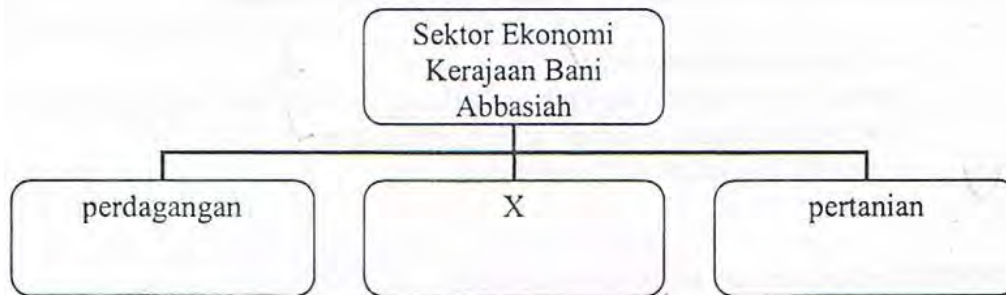 Sektor Ekonomi
Kerajaan Bani
Abbasiah
perdagangan
X
pertanian